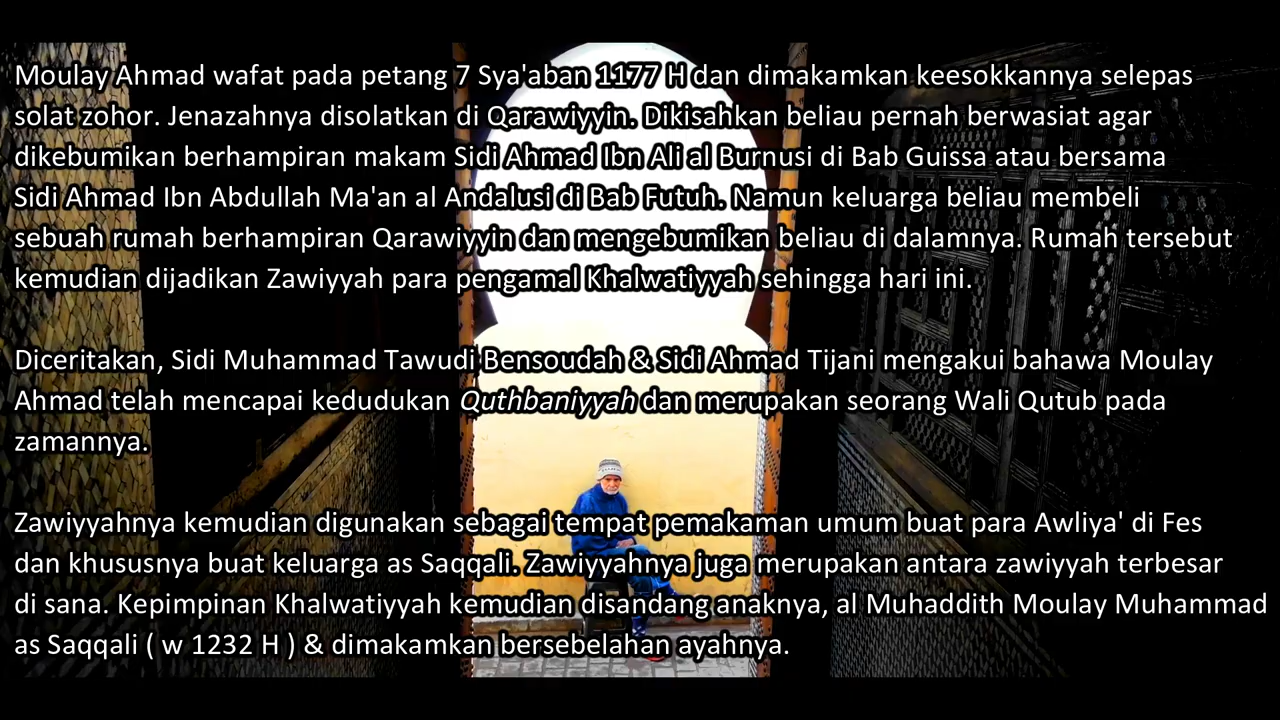 Moulay Ahmad wafat pada petang 7 Sya'aban 1177 H dan dimakamkan keesokkannya selepas
solat zohor. Jenazahnya disolatkan di Qarawiyyin. Dikisahkan beliau pernah berwasiat agar
dikebumikan berhampiran makam Sidi Ahmad Ibn Ali al Burnusi di Bab Guissa atau bersama
Sidi Ahmad Ibn Abdullah Ma'an al Andalusi di Bab Futuh. Namun keluarga beliau membeli
sebuah rumah berhampiran Qarawiyyin dan mengebumikan beliau di dalamnya. Rumah tersebut
kemudian dijadikan Zawiyyah para pengamal Khalwatiyyah sehingga hari ini.
Diceritakan, Sidi Muhammad Tawudi Bensoudah & Sidi Ahmad Tijani mengakui bahawa Moulay
Ahmad telah mencapai kedudukan Quthbaniyyah dan merupakan seorang Wali Qutub pada
zamannya.
Zawiyyahnya kemudian digunakan sebagai tempat pemakaman umum buat para Awliya' di Fes
dan khususnya buat keluarga as Saqqali. Zawiyyahnya juga merupakan antara zawiyyah terbesar
di sana. Kepimpinan Khalwatiyyah kemudian disandang anaknya, al Muhaddith Moulay Muhammad
as Saqqali ( w 1232 H ) & dimakamkan bersebelahan ayahnya.